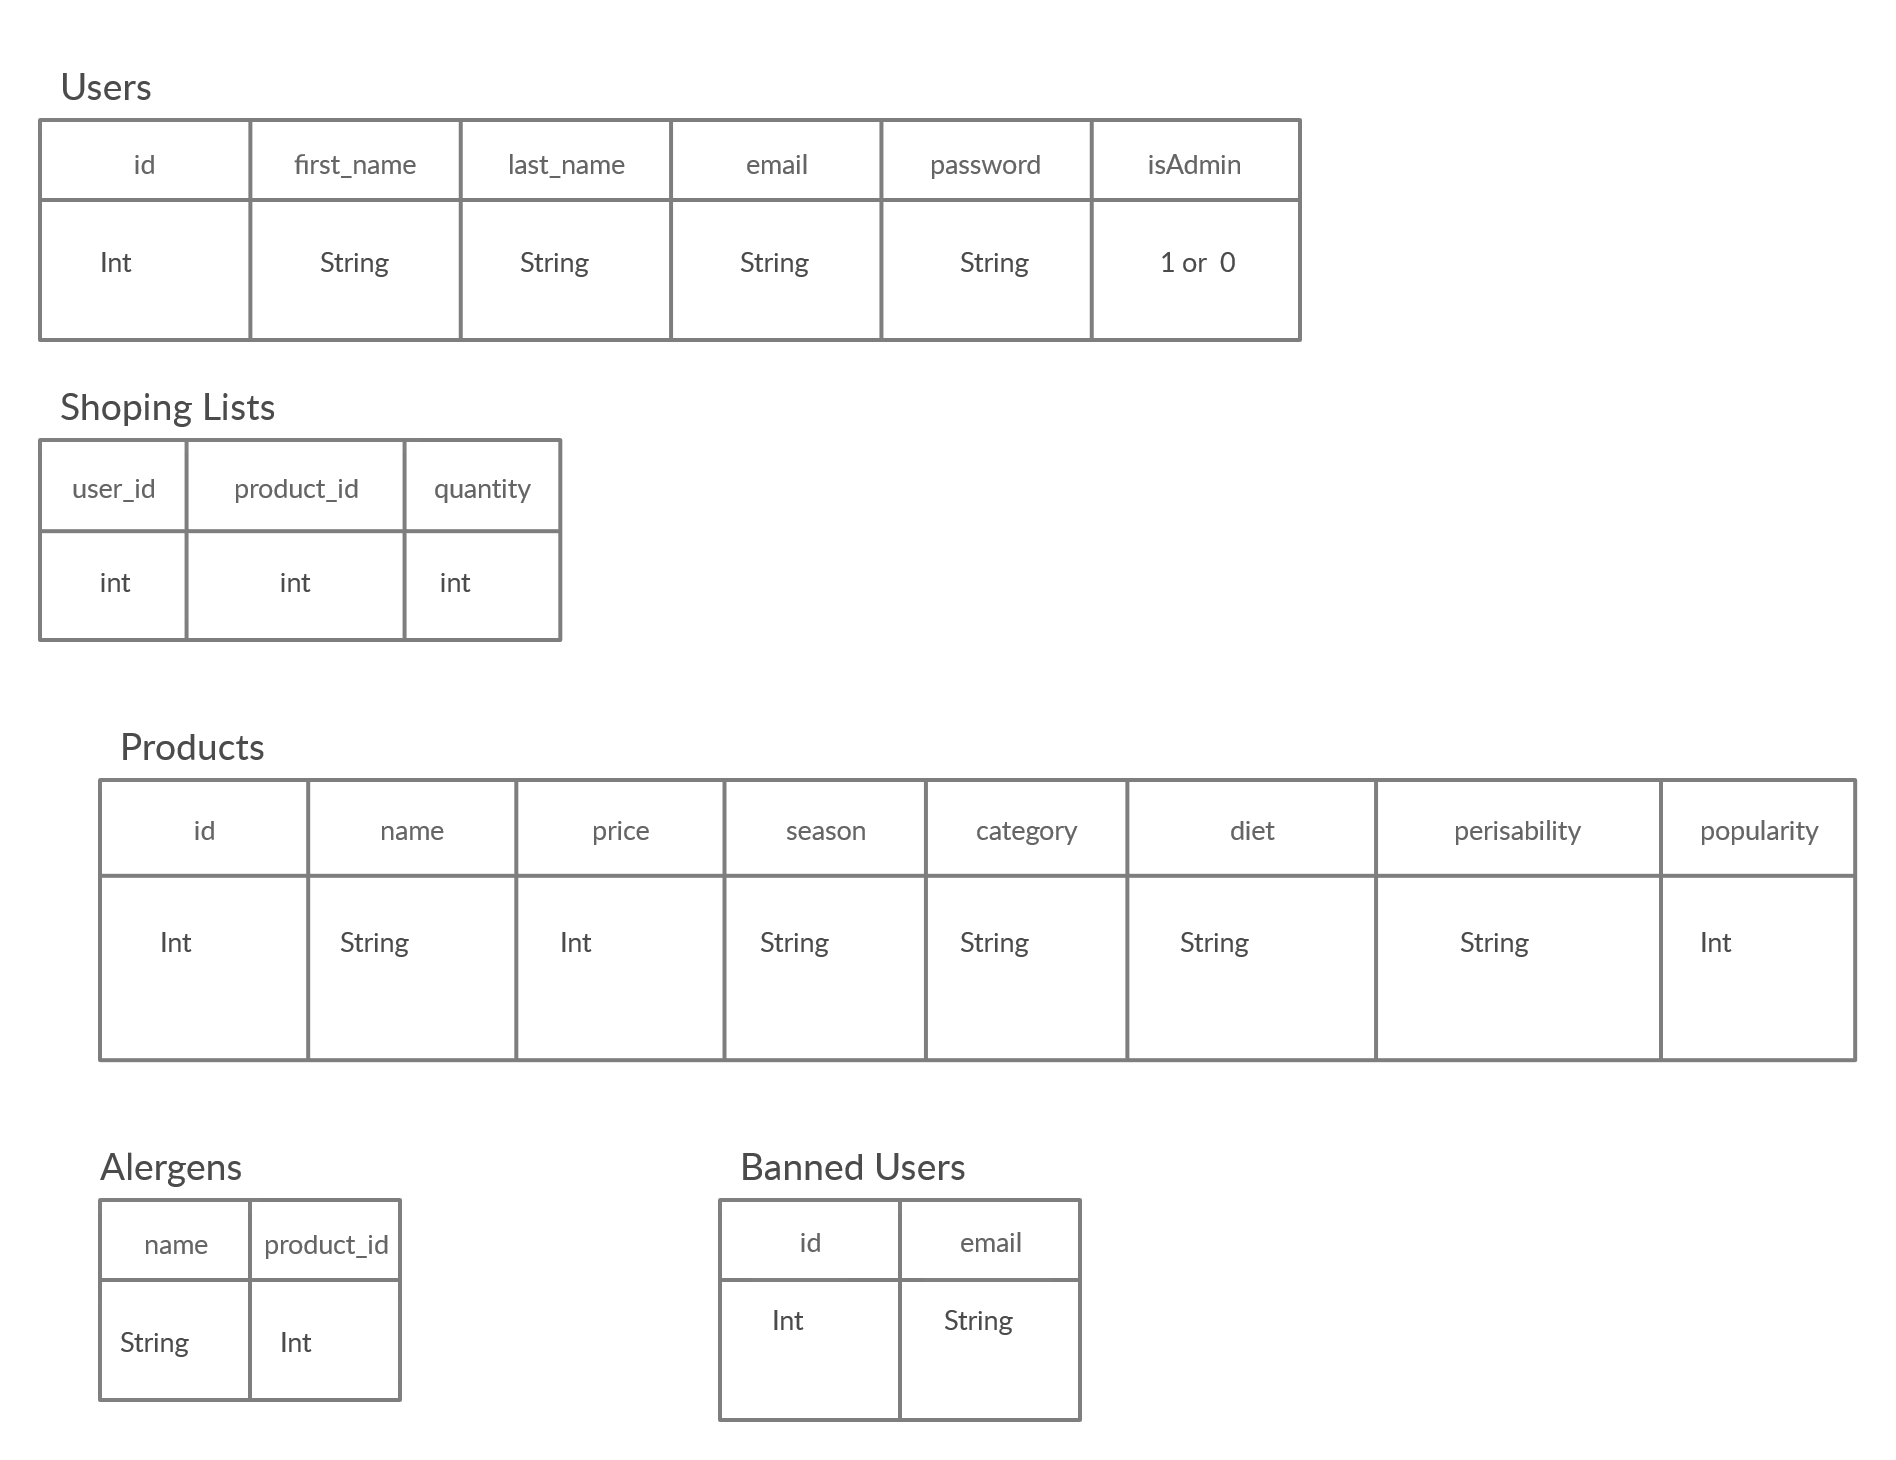 Users
id first_name last_name email password isAdmin
Int String String String String 1 or 0
Shoping Lists
user_id product_id quantity
int int int
Products
id name price season category diet perisability popularity
Int String Int String String String String Int
Alergens
name product_id
String Int
Banned Users
id email
Int String